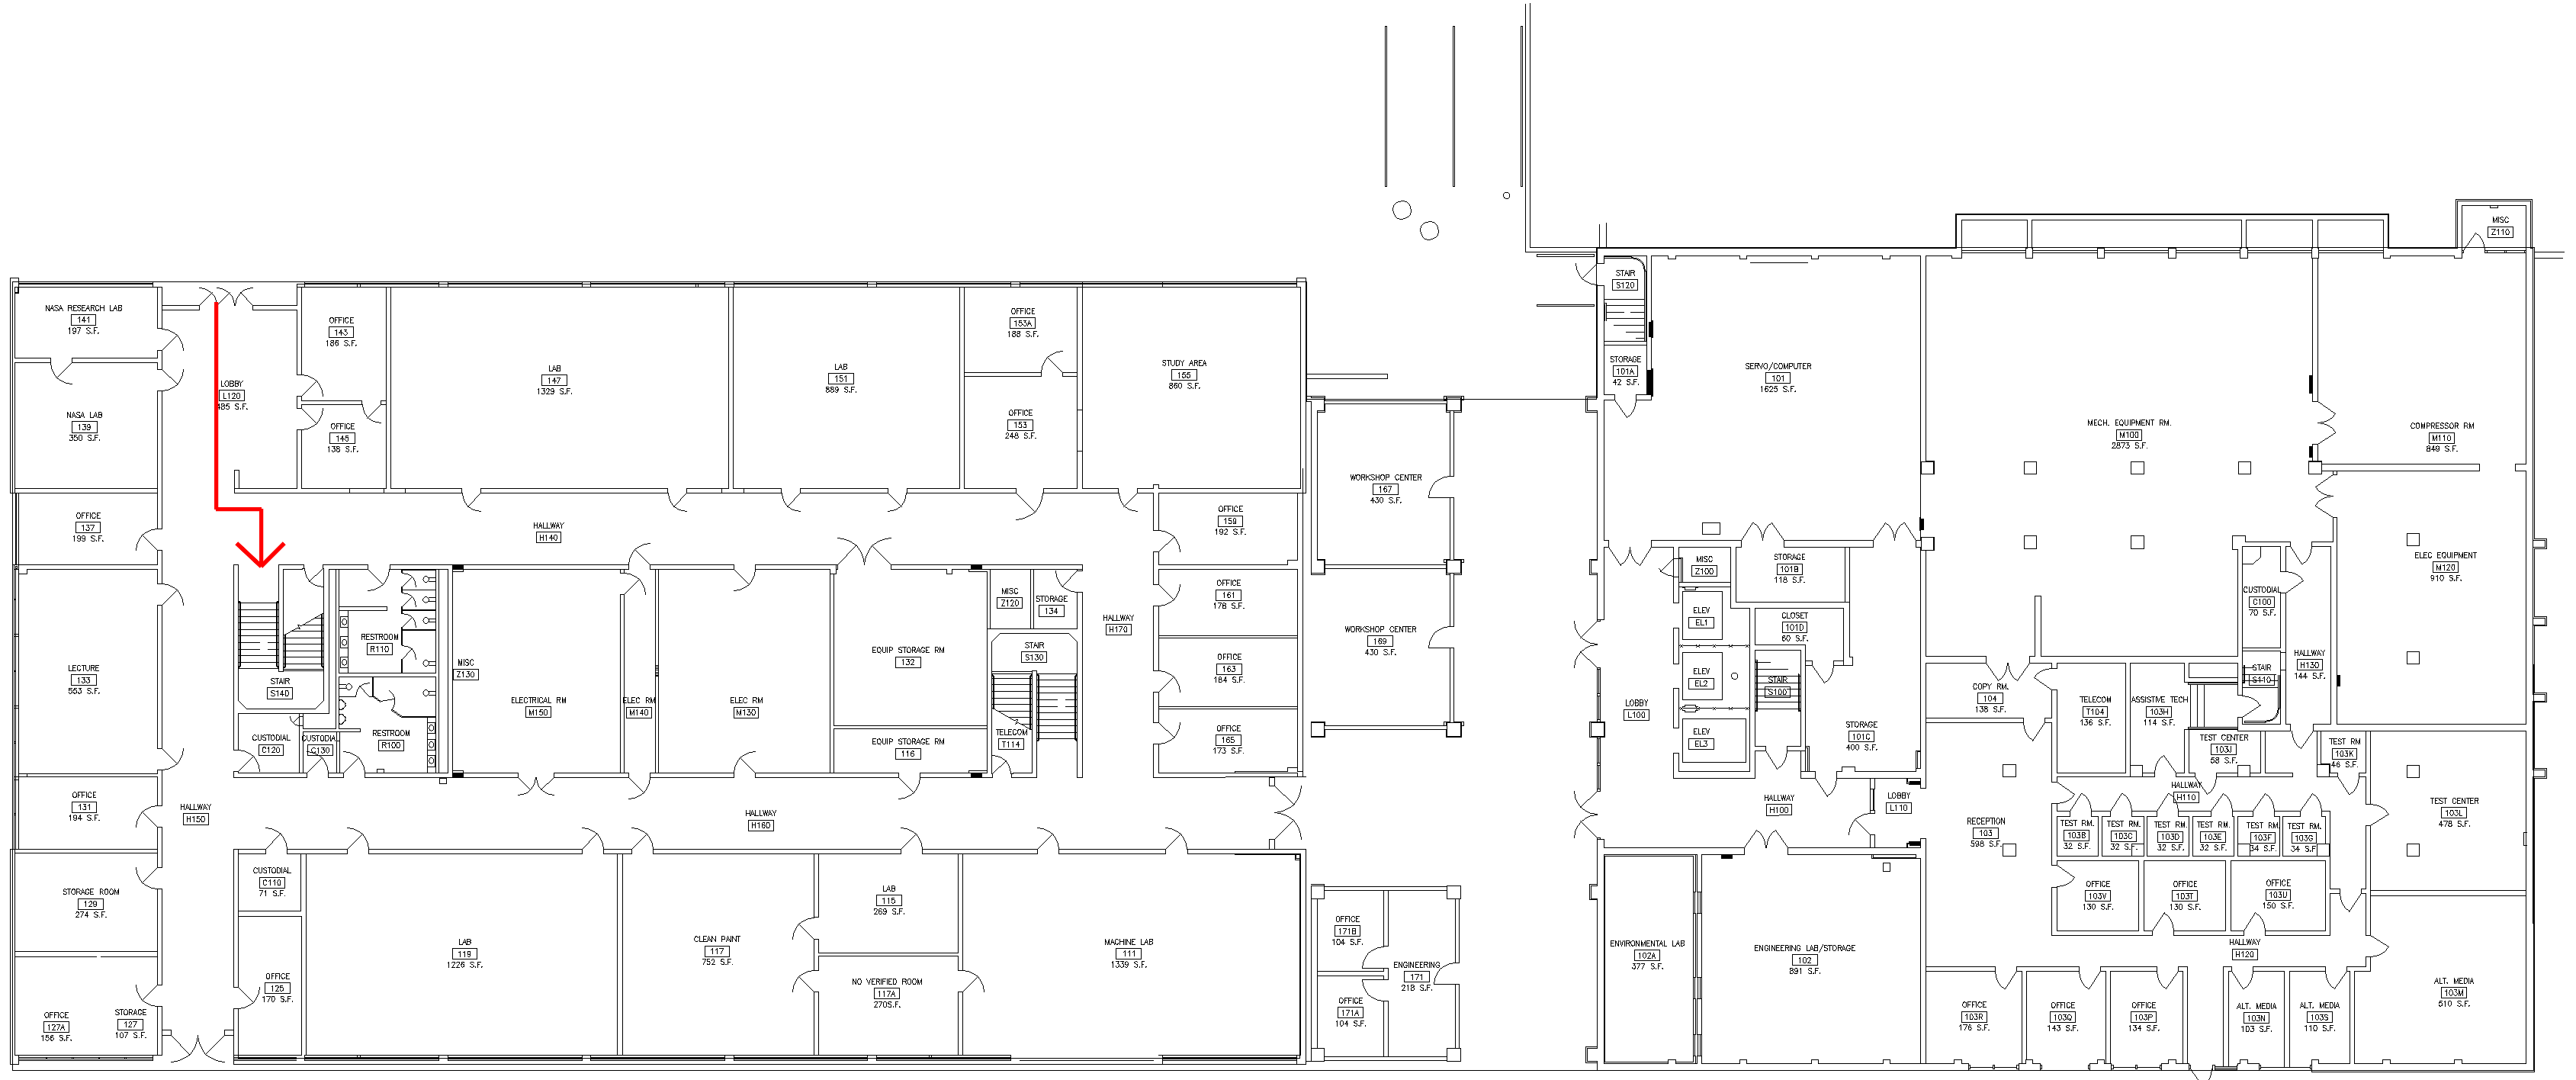 NASA RESEARCH LAB
141
197 S.F.
NASA LAB
139
350 S.F.
OFFICE
137
199 S.F.
LECTURE
133
553 S.F.
OFFICE
131
194 S.F.
STORAGE ROOM
129
274 S.F.
OFFICE
127A
156 S.F.
STORAGE
127
107 S.F.
LOBBY
L120
485 S.F.
HALLWAY
H150
OFFICE
143
186 S.F.
OFFICE
145
138 S.F.
LAB
147
1329 S.F.
LAB
151
889 S.F.
OFFICE
153A
188 S.F.
OFFICE
153
248 S.F.
STUDY AREA
155
860 S.F.
HALLWAY
H140
STAIR
S140
CUSTODIAL
C120
CUSTODIAL
C130
RESTROOM
R110
RESTROOM
R100
MISC
Z130
ELECTRICAL RM
M150
ELEC RM
M140
ELEC RM
M130
EQUIP STORAGE RM
132
EQUIP STORAGE RM
116
MISC
Z120
STORAGE
134
STAIR
S130
TELECOM
T114
HALLWAY
H170
OFFICE
159
192 S.F.
OFFICE
161
178 S.F.
OFFICE
163
184 S.F.
OFFICE
165
173 S.F.
HALLWAY
H160
CUSTODIAL
C110
71 S.F.
OFFICE
125
170 S.F.
LAB
119
1226 S.F.
CLEAN PAINT
117
752 S.F.
LAB
115
269 S.F.
NO VERIFIED ROOM
117A
270S.F.
MACHINE LAB
111
1339 S.F.
WORKSHOP CENTER
167
430 S.F.
WORKSHOP CENTER
169
430 S.F.
OFFICE
171B
104 S.F.
ENGINEERING
171
218 S.F.
OFFICE
171A
104 S.F.
STAIR
S120
STORAGE
101A
42 S.F.
SERVO/COMPUTER
101
1625 S.F.
MISC
Z100
STORAGE
101B
118 S.F.
ELEV
EL1
ELEV
EL2
ELEV
EL3
CLOSET
101D
60 S.F.
STAIR
S100
LOBBY
L100
STORAGE
101C
400 S.F.
HALLWAY
H100
LOBBY
L110
ENVIRONMENTAL LAB
102A
377 S.F.
ENGINEERING LAB/STORAGE
102
891 S.F.
MISC
Z110
MECH. EQUIPMENT RM.
M100
2873 S.F.
COMPRESSOR RM
M110
849 S.F.
ELEC EQUIPMENT
M120
910 S.F.
CUSTODIAL
C100
70 S.F.
HALLWAY
H130
144 S.F.
STAIR
S110
COPY RM.
104
138 S.F.
TELECOM
T104
136 S.F.
ASSISTIVE TECH
103H
114 S.F.
TEST CENTER
103J
58 S.F.
TEST RM
103K
46 S.F.
HALLWAY
H110
RECEPTION
103
598 S.F.
TEST RM.
103B
32 S.F.
TEST RM.
103C
32 S.F.
TEST RM.
103D
32 S.F.
TEST RM.
103E
32 S.F.
TEST RM.
103F
34 S.F.
TEST RM.
103G
34 S.F.
TEST CENTER
103L
478 S.F.
OFFICE
103V
130 S.F.
OFFICE
103T
130 S.F.
OFFICE
103U
150 S.F.
HALLWAY
H120
OFFICE
103R
176 S.F.
OFFICE
103Q
143 S.F.
OFFICE
103P
134 S.F.
ALT. MEDIA
103N
103 S.F.
ALT. MEDIA
103S
110 S.F.
ALT. MEDIA
103M
510 S.F.